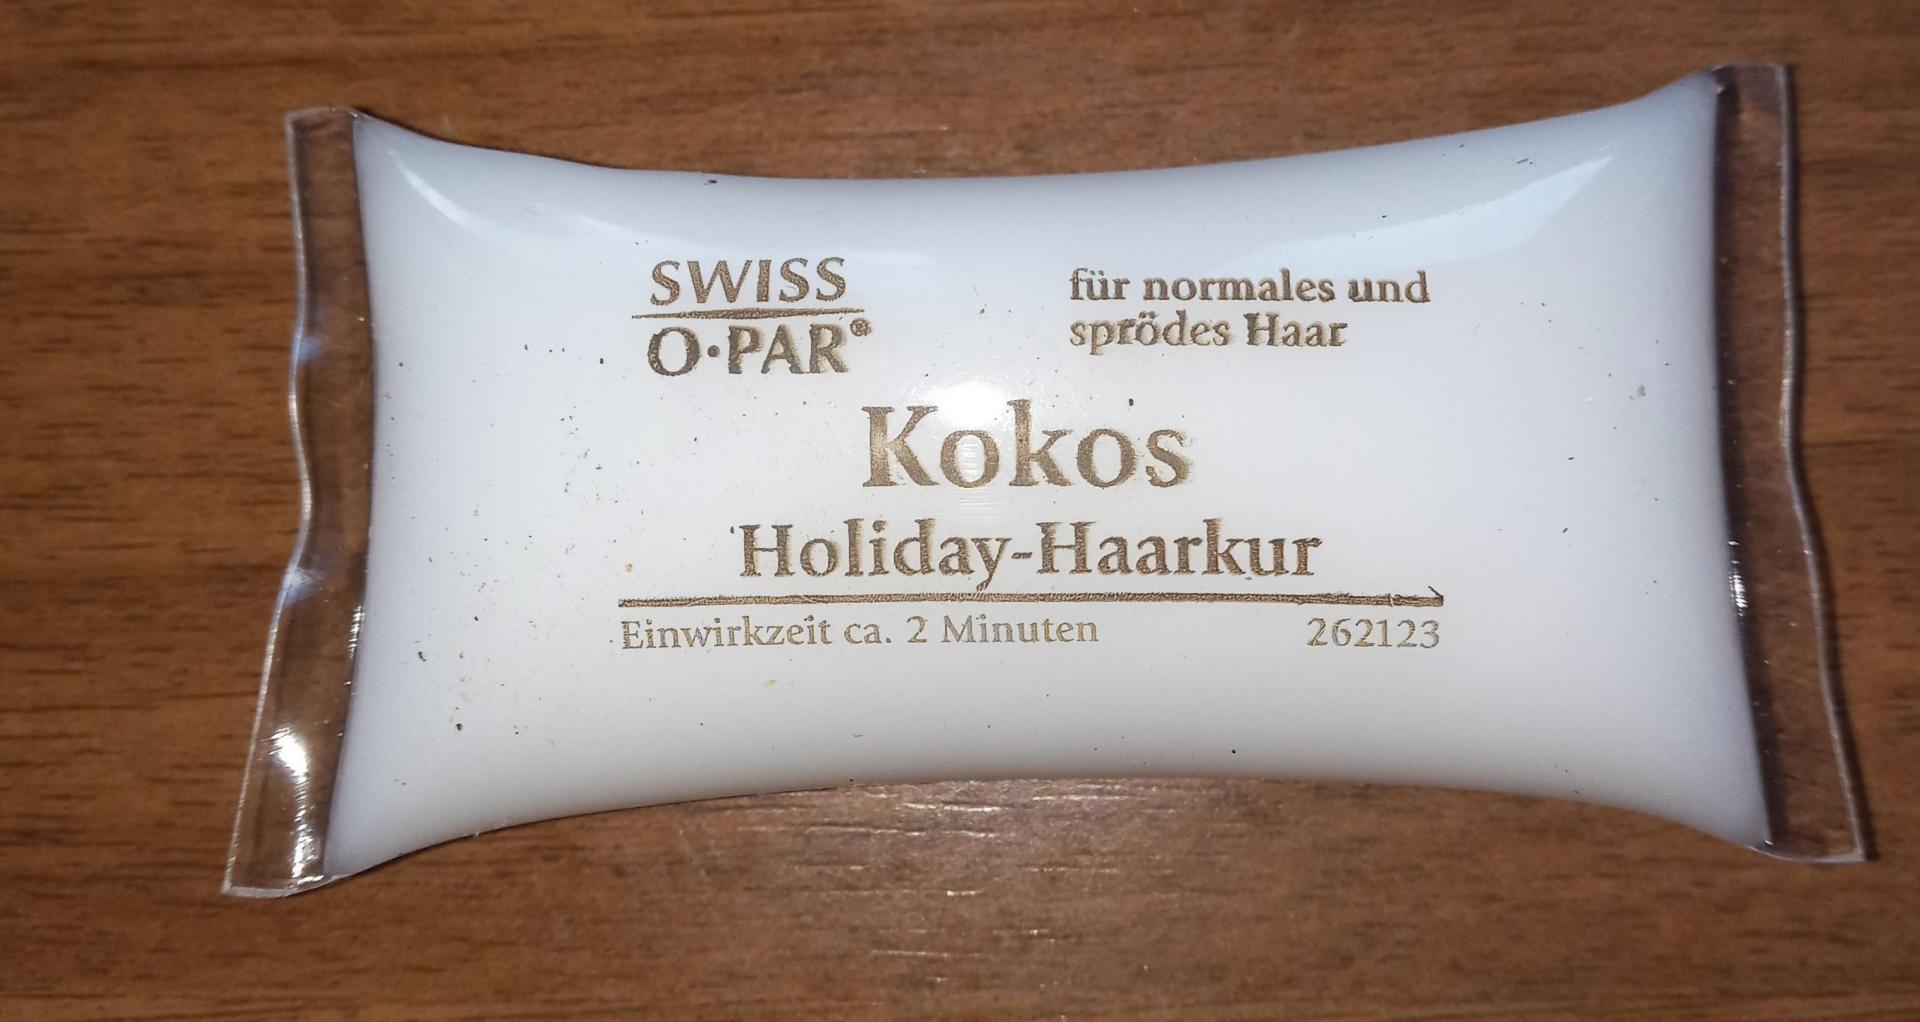 SWISS
O·PAR®
für normales und
sprödes Haar
Kokos
Holiday-Haarkur
Einwirkzeit ca. 2 Minuten 262123